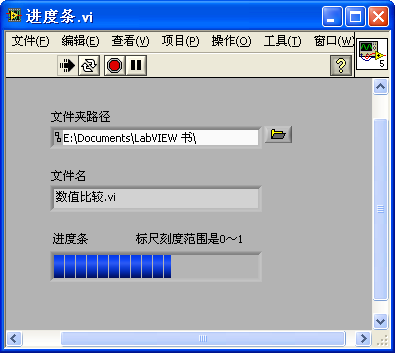 进度条.vi
文件(F) 编辑(E) 查看(V) 项目(P) 操作(O) 工具(T) 窗口(W)
?
5
文件夹路径
E:\Documents\LabVIEW 书\
文件名
数值比较.vi
进度条 标尺刻度范围是0～1